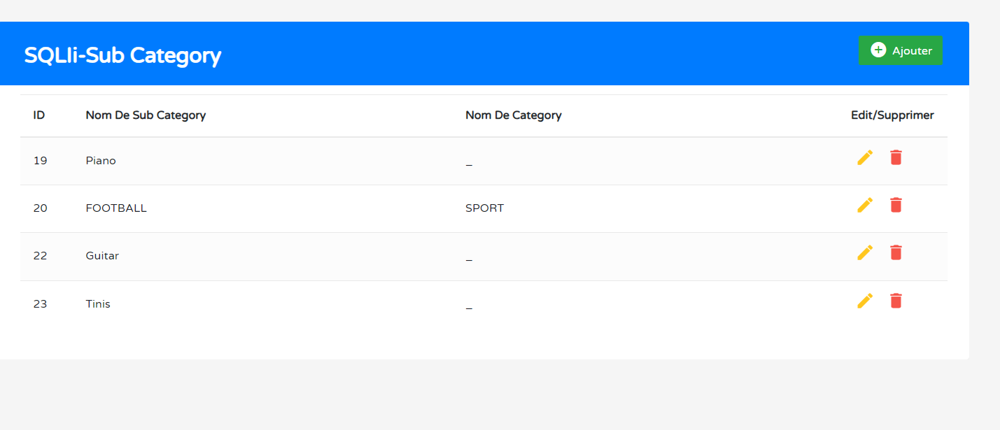 SQLIi-Sub Category
Ajouter
ID Nom De Sub Category Nom De Category Edit/Supprimer
19 Piano _
20 FOOTBALL SPORT
22 Guitar _
23 Tinis _